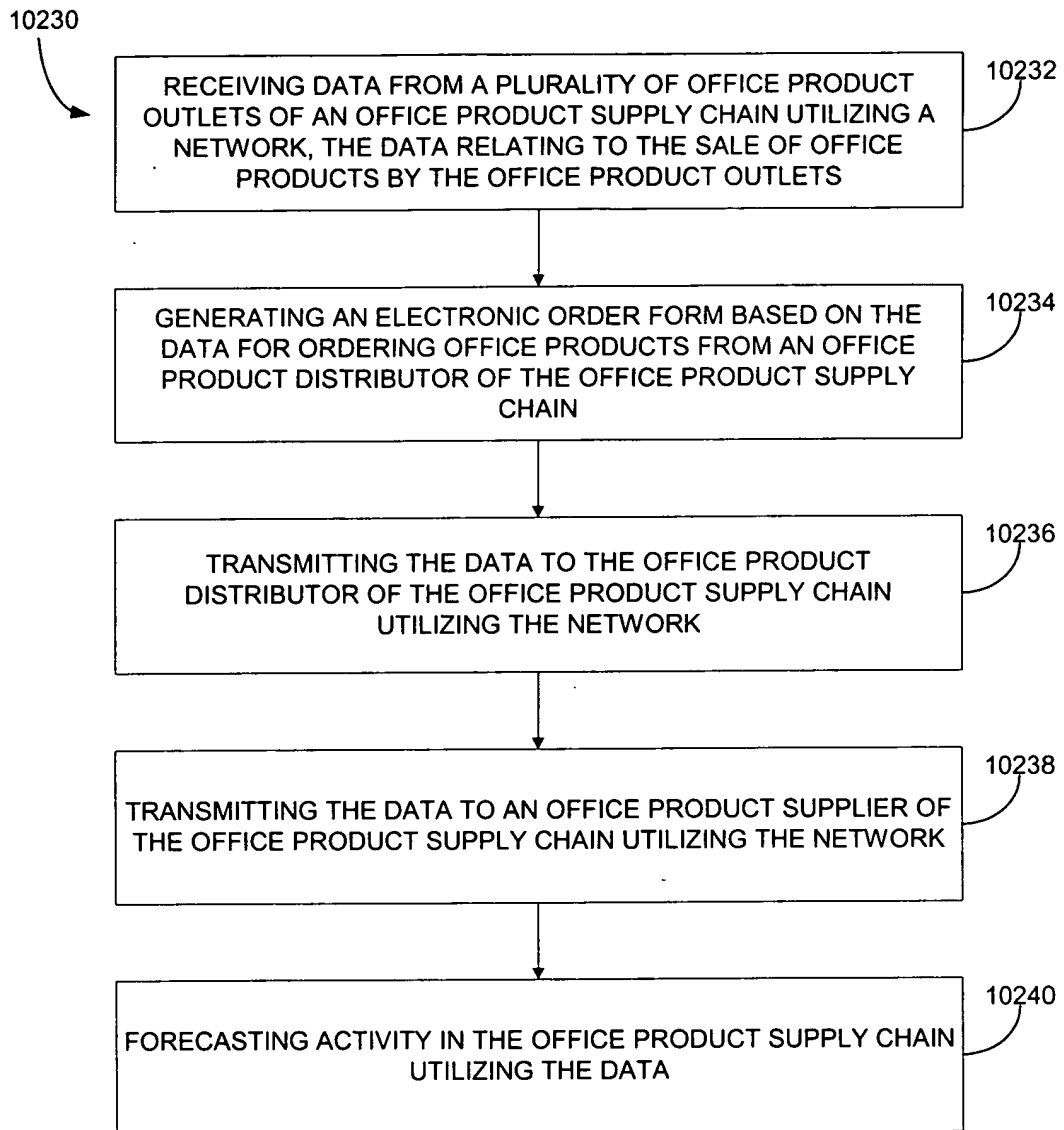 10230
10232
RECEIVING DATA FROM A PLURALITY OF OFFICE PRODUCT
OUTLETS OF AN OFFICE PRODUCT SUPPLY CHAIN UTILIZING A
NETWORK, THE DATA RELATING TO THE SALE OF OFFICE
PRODUCTS BY THE OFFICE PRODUCT OUTLETS
10234
GENERATING AN ELECTRONIC ORDER FORM BASED ON THE
DATA FOR ORDERING OFFICE PRODUCTS FROM AN OFFICE
PRODUCT DISTRIBUTOR OF THE OFFICE PRODUCT SUPPLY
CHAIN
10236
TRANSMITTING THE DATA TO THE OFFICE PRODUCT
DISTRIBUTOR OF THE OFFICE PRODUCT SUPPLY CHAIN
UTILIZING THE NETWORK
10238
TRANSMITTING THE DATA TO AN OFFICE PRODUCT SUPPLIER OF
THE OFFICE PRODUCT SUPPLY CHAIN UTILIZING THE NETWORK
10240
FORECASTING ACTIVITY IN THE OFFICE PRODUCT SUPPLY CHAIN
UTILIZING THE DATA